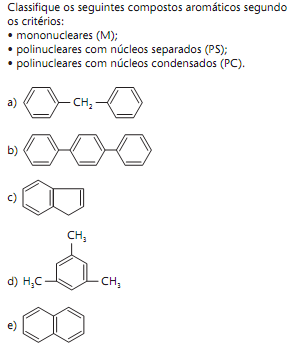 Classifique os seguintes compostos aromáticos segundo
os critérios:
• mononucleares (M);
• polinucleares com núcleos separados (PS);
• polinucleares com núcleos condensados (PC).
a) CH₂
b)
c)
CH₃
d) H₃C CH₃
e)